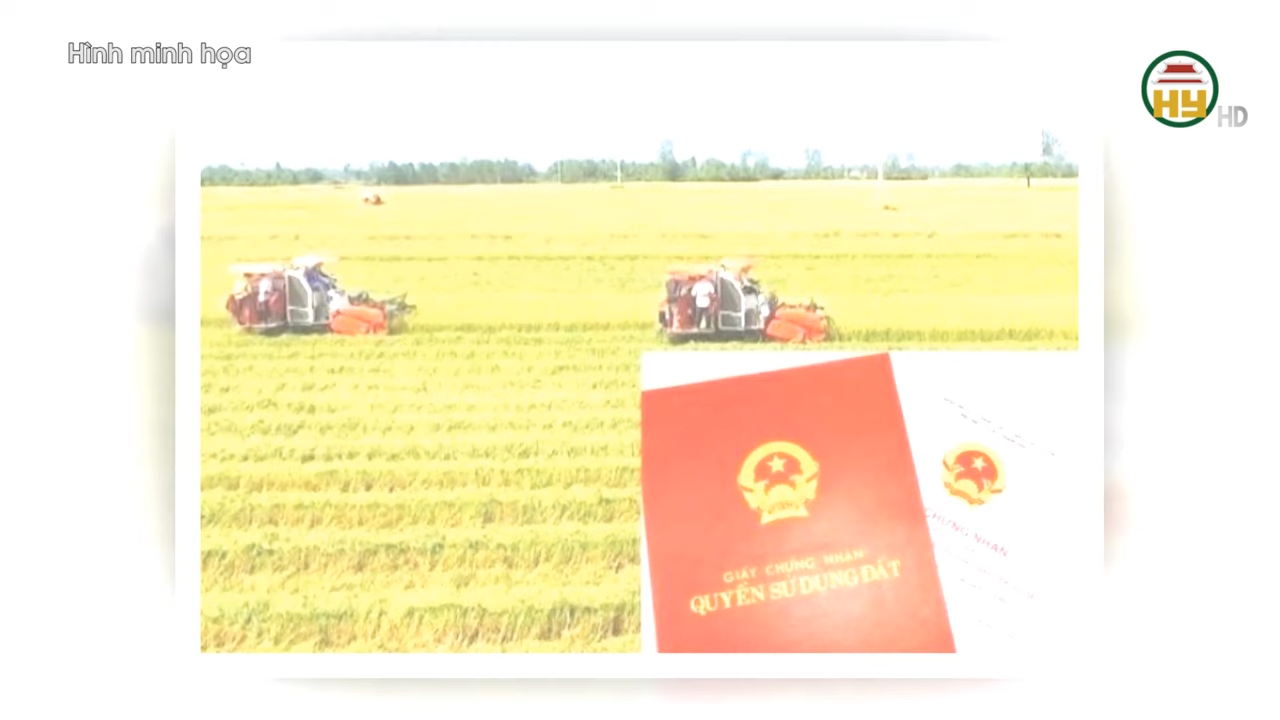 Hình minh họa
HY
HD
GIẤY CHỨNG NHẬN
QUYỀN SỬ DỤNG ĐẤT
CHỨNG NHẬN